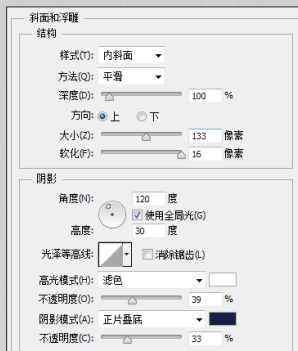 斜面和浮雕
结构
样式(T): 内斜面
方法(Q): 平滑
深度(D): 100 %
方向: 上 下
大小(Z): 133 像素
软化(F): 16 像素
阴影
角度(N): 120 度
使用全局光(G)
高度: 30 度
光泽等高线: 消除锯齿(L)
高光模式(H): 滤色
不透明度(O): 39 %
阴影模式(A): 正片叠底
不透明度(C): 33 %